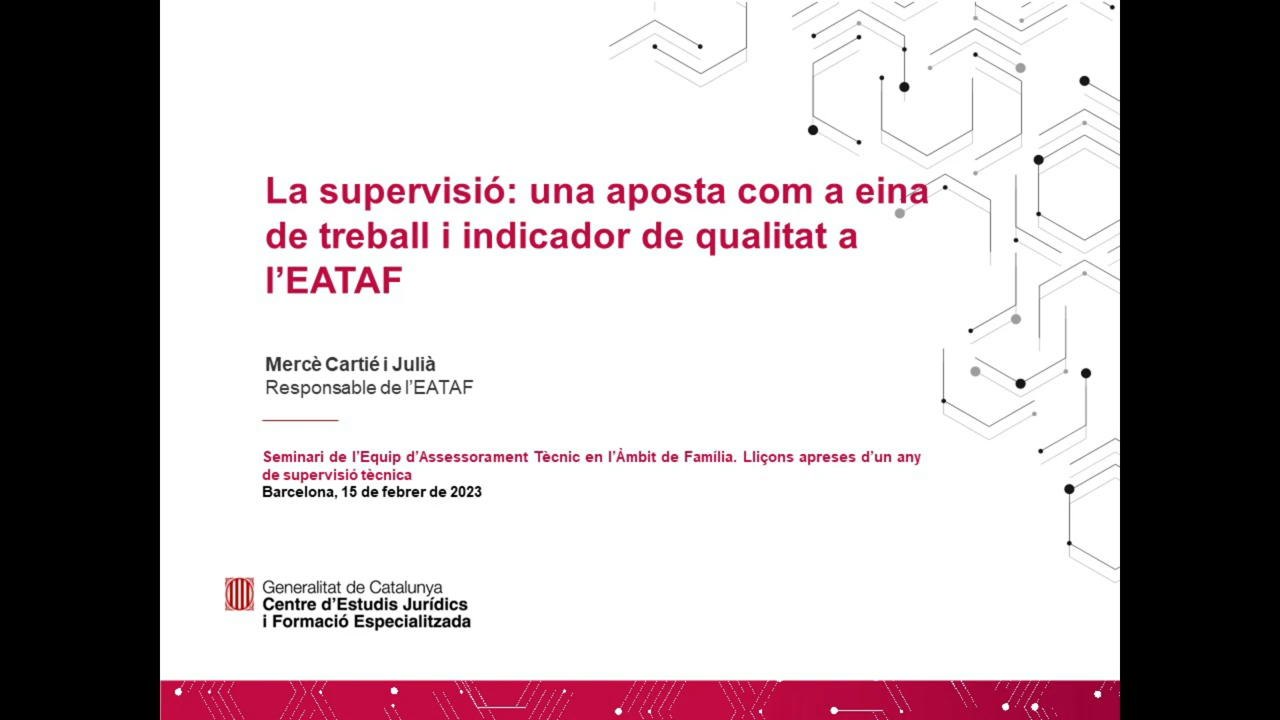 La supervisió: una aposta com a eina
de treball i indicador de qualitat a
l'EATAF
Mercè Cartié i Julià
Responsable de l'EATAF
Seminari de l'Equip d'Assessorament Tècnic en l'Àmbit de Família. Lliçons apreses d'un any
de supervisió tècnica
Barcelona, 15 de febrer de 2023
Generalitat de Catalunya
Centre d'Estudis Jurídics
i Formació Especialitzada